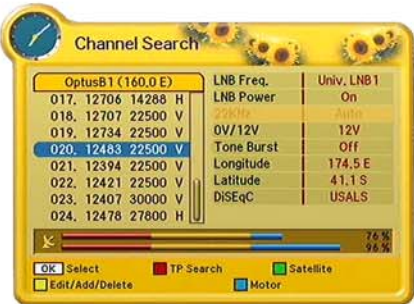 Channel Search
OptusB1 (160,0 E)
017, 12706 14288 H
018, 12707 22500 V
019, 12734 22500 V
020, 12483 22500 V
021, 12394 22500 V
022, 12421 22500 V
023, 12407 30000 V
024, 12478 27800 H
LNB Freq. Univ, LNB1
LNB Power On
22KHz Auto
0V/12V 12V
Tone Burst Off
Longitude 174,5 E
Latitude 41,1 S
DiSEqC USALS
76 %
96 %
OK Select TP Search Satellite
Edit/Add/Delete Motor